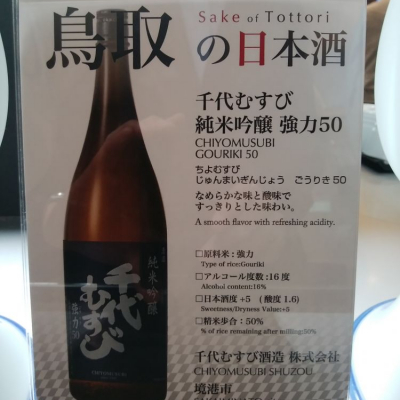 鳥取の日本酒
Sake of Tottori
千代むすび
純米吟醸 強力50
CHIYOMUSUBI
GOURIKI 50
ちよむすび
じゅんまいぎんじょう ごうりき50
なめらかな味と酸味で
すっきりとした味わい。
A smooth flavor with refreshing acidity.
□原料米:強力
Type of rice:Gouriki
□アルコール度数:16度
Alcohol content:16%
□日本酒度+5 (酸度 1.6)
Sweetness/Dryness Value:+5
□精米歩合:50%
% of rice remaining after milling:50%
千代むすび酒造 株式会社
CHIYOMUSUBI SHUZOU
境港市
純米吟醸
千代むすび
強力50